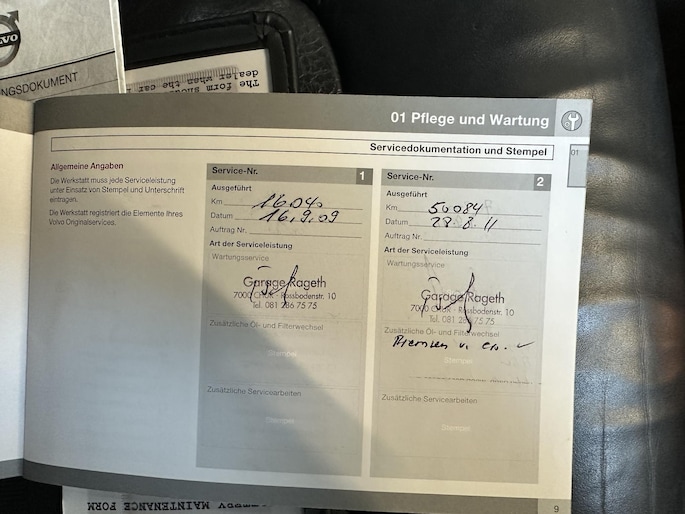 VOLVO
NGSDOKUMENT
The form should
dealer when the car
01 Pflege und Wartung
Servicedokumentation und Stempel
01
Allgemeine Angaben
Die Werkstatt muss jede Serviceleistung
unter Einsatz von Stempel und Unterschrift
eintragen.
Die Werkstatt registriert die Elemente Ihres
Volvo Originalservices.
Service-Nr. 1
Ausgeführt
Km
Datum 16.9.09
Auftrag Nr.
Art der Serviceleistung
Wartungsservice
Garage Rageth
7000 Chur - Rossbodenstr. 10
Tel. 081 286 75 75
Zusätzliche Öl- und Filterwechsel
Stempel
Zusätzliche Servicearbeiten
Stempel
Service-Nr. 2
Ausgeführt
Km 50084
Datum 28.8.11
Auftrag Nr.
Art der Serviceleistung
Wartungsservice
Garage Rageth
7000 Chur - Rossbodenstr. 10
Tel. 081 286 75 75
Zusätzliche Öl- und Filterwechsel
Bremsen
Stempel
Zusätzliche Servicearbeiten
Stempel
9
MAINTENANCE FORM